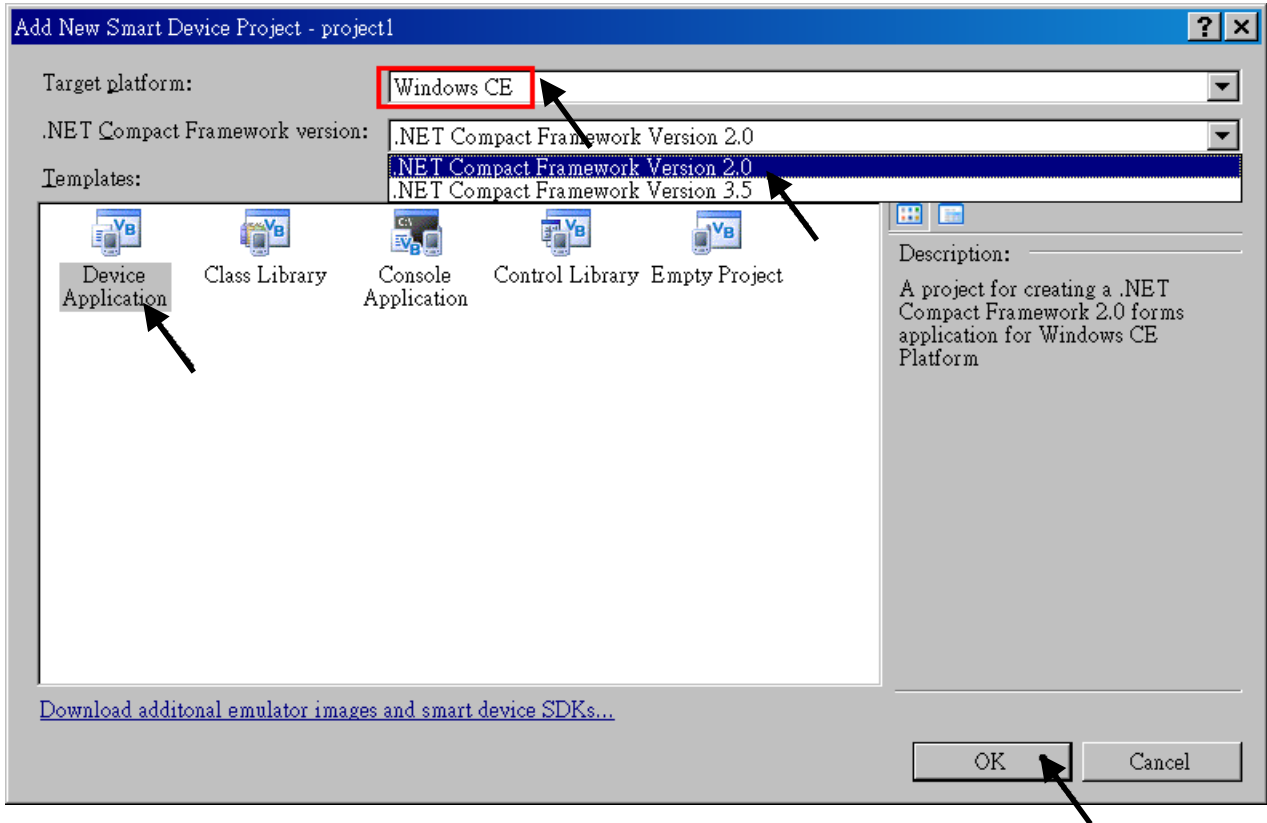 Add New Smart Device Project - project1
Target platform:
Windows CE
.NET Compact Framework version:
.NET Compact Framework Version 2.0
.NET Compact Framework Version 2.0
.NET Compact Framework Version 3.5
Templates:
Device
Application
Class Library
Console
Application
Control Library
Empty Project
Description:
A project for creating a .NET
Compact Framework 2.0 forms
application for Windows CE
Platform
Download additonal emulator images and smart device SDKs...
OK
Cancel